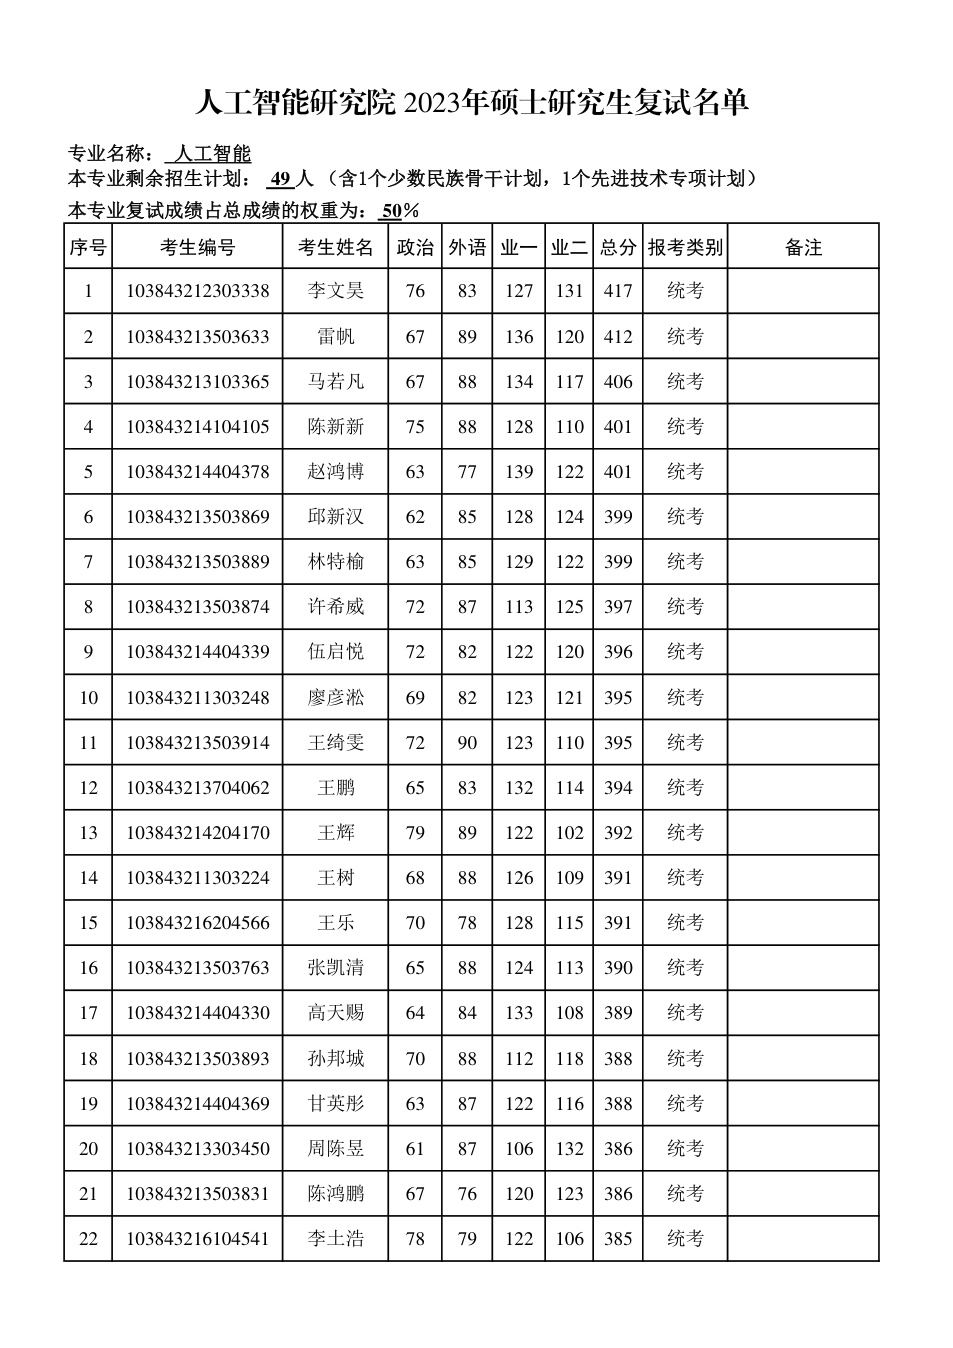 人工智能研究院 2023年硕士研究生复试名单
专业名称： 人工智能
本专业剩余招生计划： 49 人 （含1个少数民族骨干计划，1个先进技术专项计划）
本专业复试成绩占总成绩的权重为： 50%
序号 考生编号 考生姓名 政治 外语 业一 业二 总分 报考类别 备注
1 103843212303338 李文昊 76 83 127 131 417 统考
2 103843213503633 雷帆 67 89 136 120 412 统考
3 103843213103365 马若凡 67 88 134 117 406 统考
4 103843214104105 陈新新 75 88 128 110 401 统考
5 103843214404378 赵鸿博 63 77 139 122 401 统考
6 103843213503869 邱新汉 62 85 128 124 399 统考
7 103843213503889 林特榆 63 85 129 122 399 统考
8 103843213503874 许希威 72 87 113 125 397 统考
9 103843214404339 伍启悦 72 82 122 120 396 统考
10 103843211303248 廖彦淞 69 82 123 121 395 统考
11 103843213503914 王绮雯 72 90 123 110 395 统考
12 103843213704062 王鹏 65 83 132 114 394 统考
13 103843214204170 王辉 79 89 122 102 392 统考
14 103843211303224 王树 68 88 126 109 391 统考
15 103843216204566 王乐 70 78 128 115 391 统考
16 103843213503763 张凯清 65 88 124 113 390 统考
17 103843214404330 高天赐 64 84 133 108 389 统考
18 103843213503893 孙邦城 70 88 112 118 388 统考
19 103843214404369 甘英彤 63 87 122 116 388 统考
20 103843213303450 周陈昱 61 87 106 132 386 统考
21 103843213503831 陈鸿鹏 67 76 120 123 386 统考
22 103843216104541 李土浩 78 79 122 106 385 统考